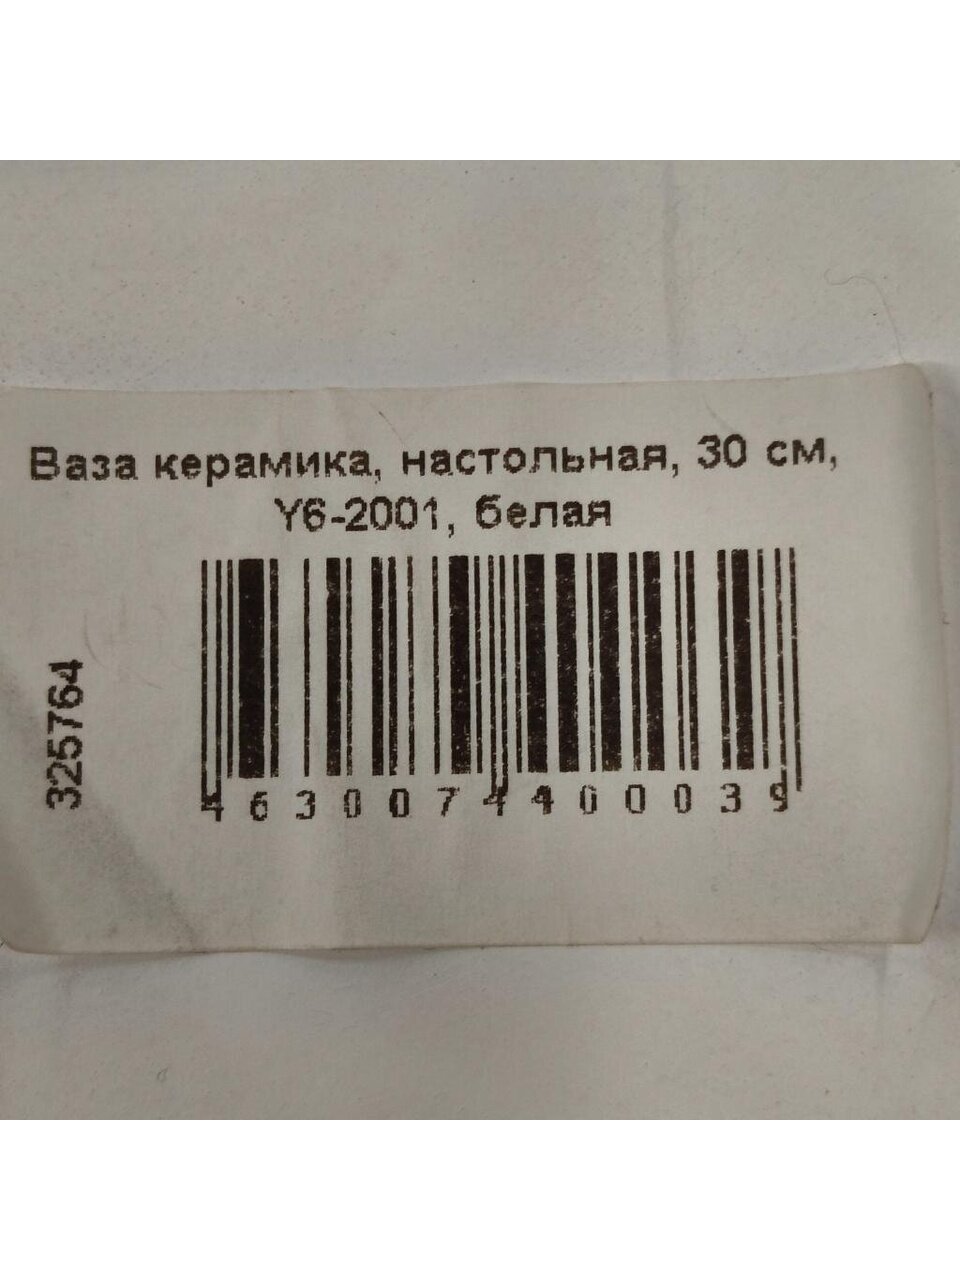 Ваза керамика, настольная, 30 см,
Y6-2001, белая
325764
4630074400039